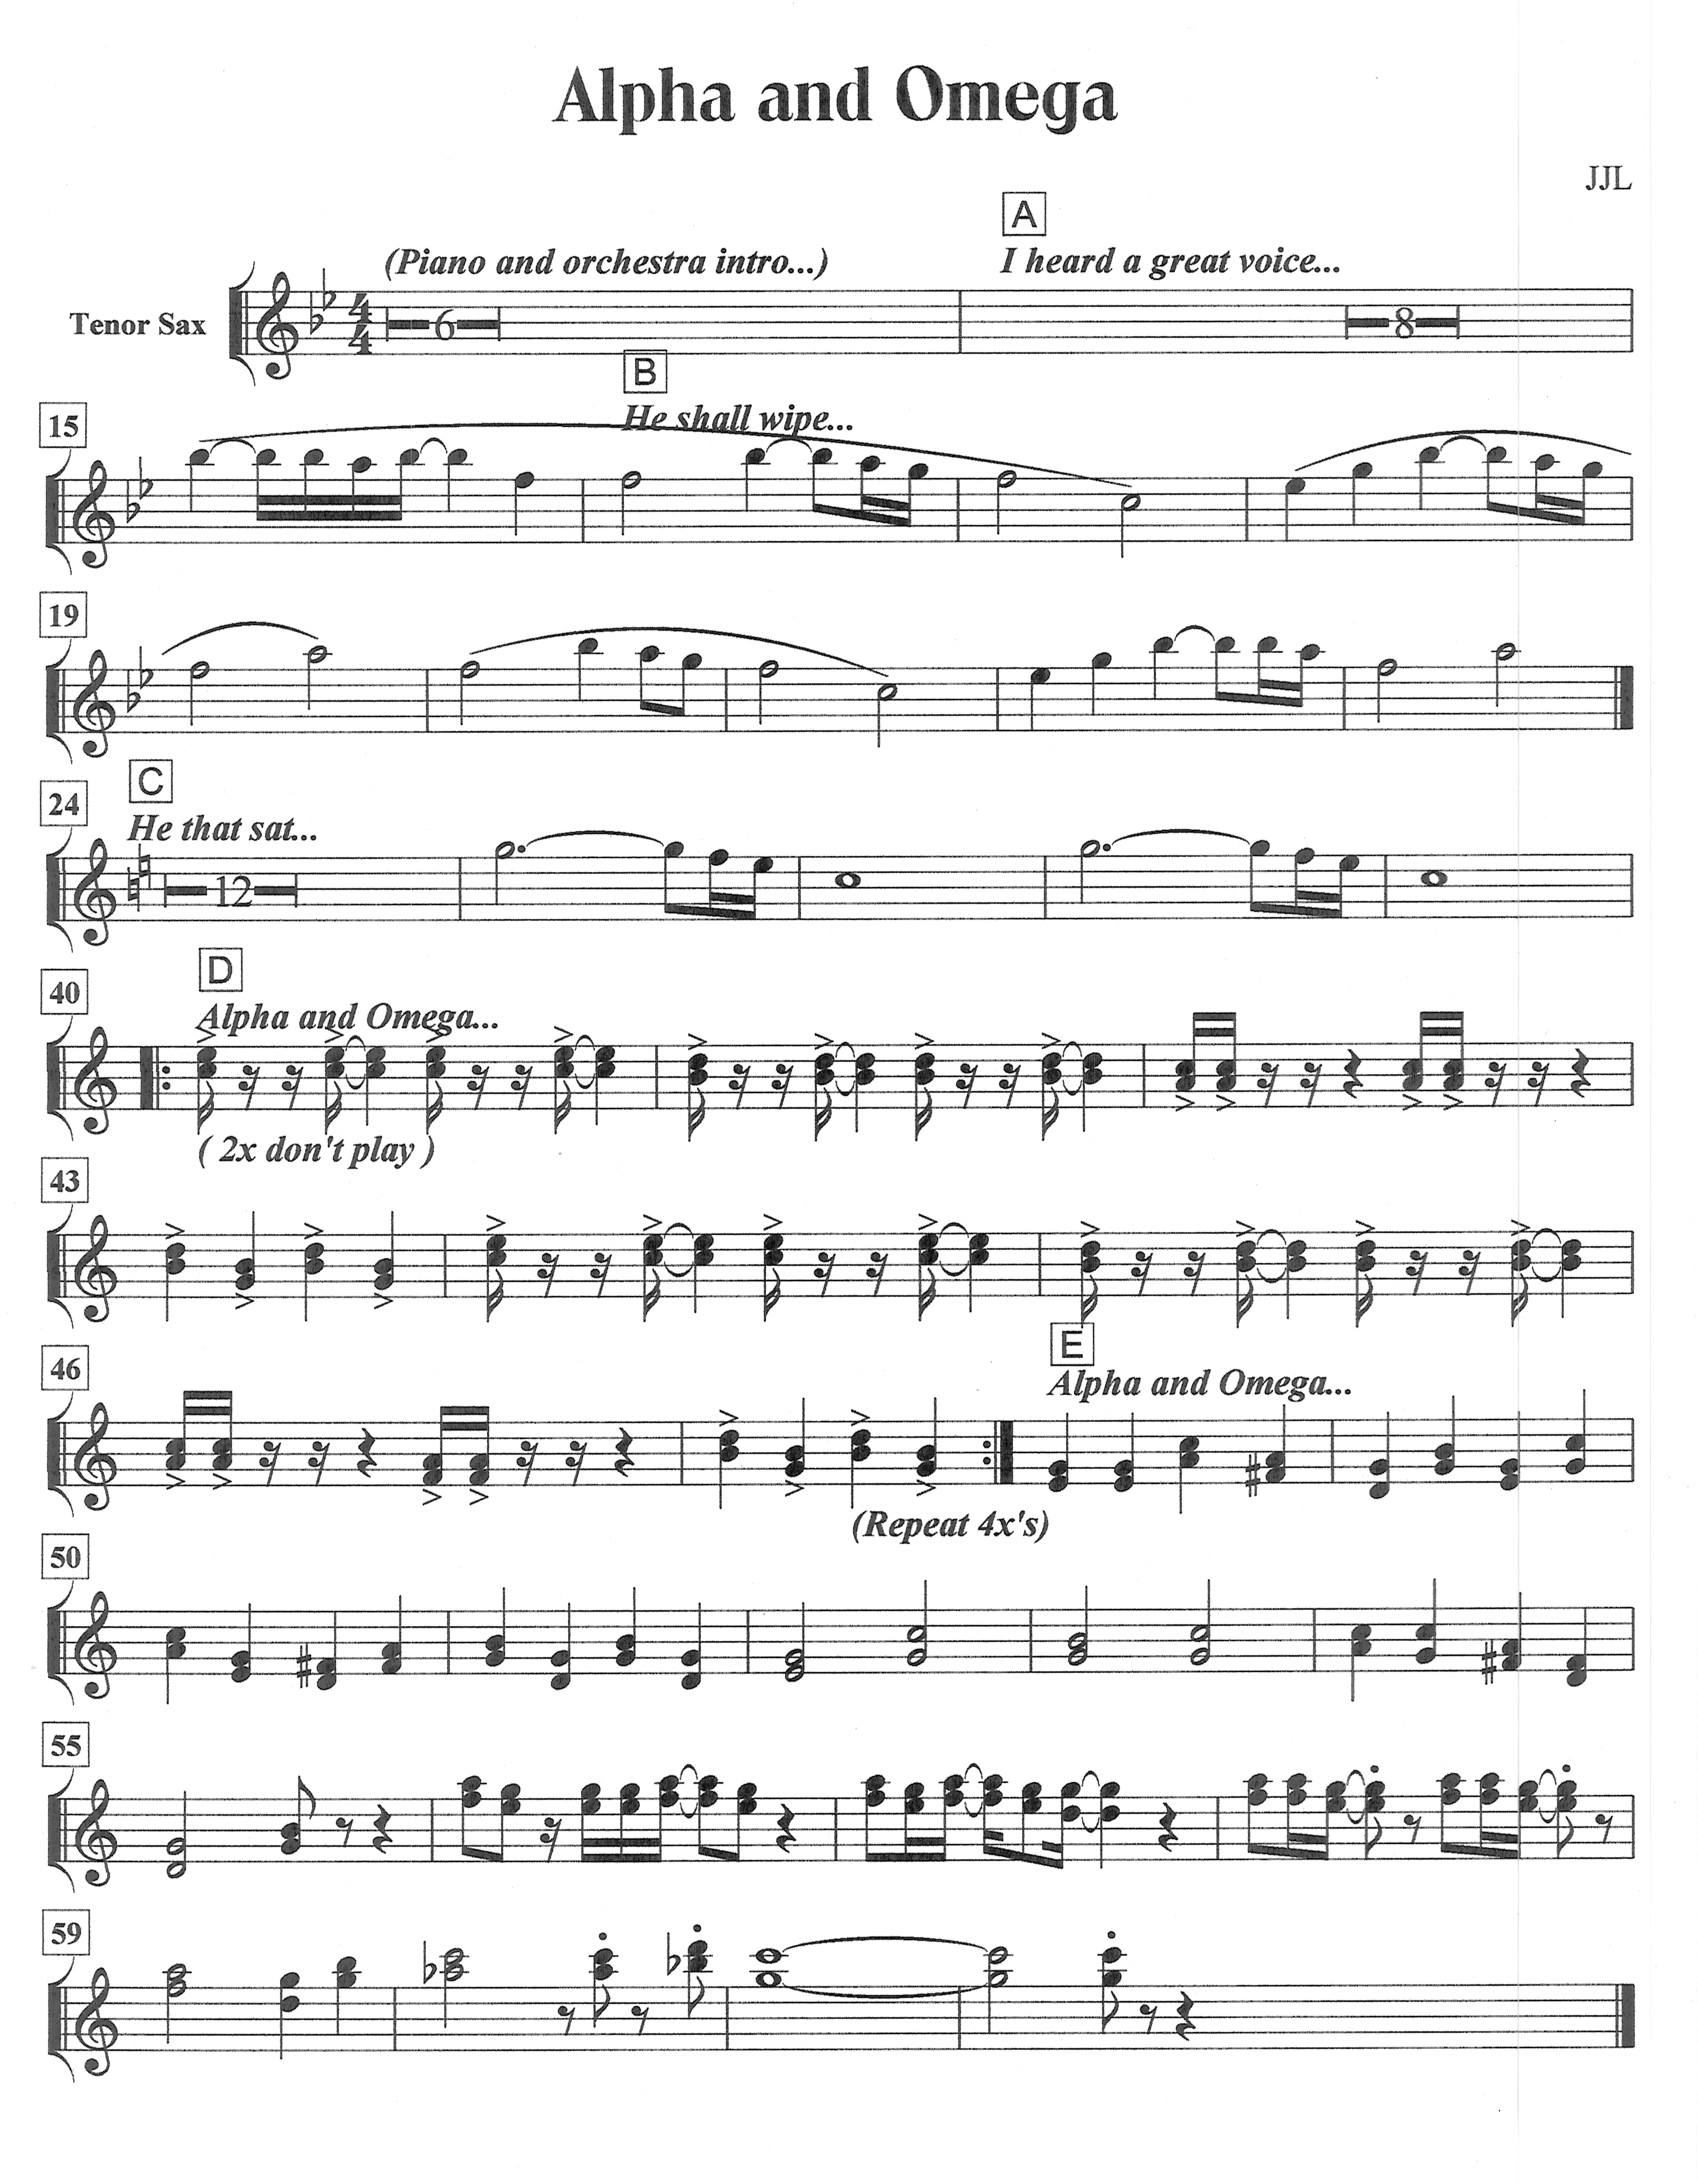 Alpha and Omega
JJL
A
(Piano and orchestra intro...) I heard a great voice...
Tenor Sax
6 8
B
15 He shall wipe...
19
C
24
He that sat...
12
D
40
Alpha and Omega...
( 2x don't play )
43
E
46
Alpha and Omega...
(Repeat 4x's)
50
55
59